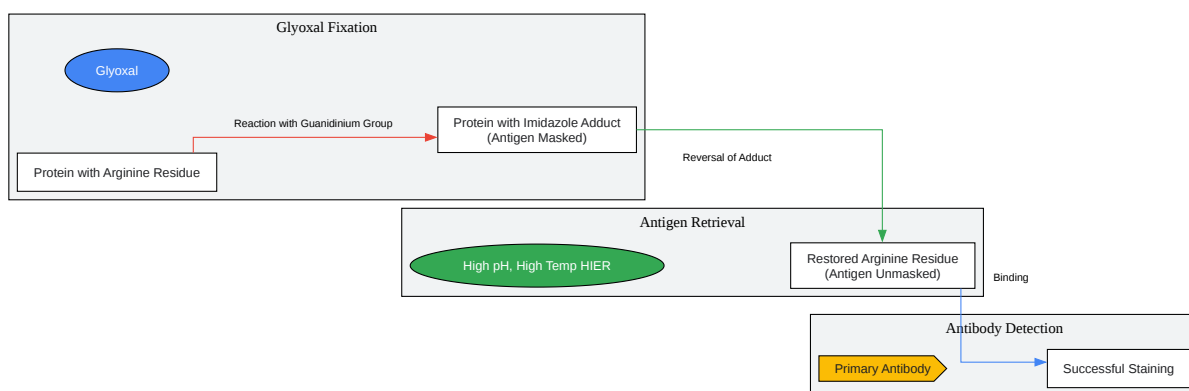 Glyoxal Fixation
Glyoxal
Reaction with Guanidinium Group
Protein with Imidazole Adduct
(Antigen Masked)
Protein with Arginine Residue
Reversal of Adduct
Antigen Retrieval
High pH, High Temp HIER
Restored Arginine Residue
(Antigen Unmasked)
Binding
Antibody Detection
Primary Antibody
Successful Staining